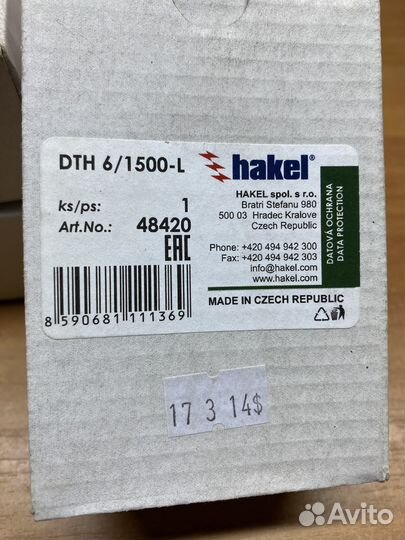 DTH 6/1500-L
hakel®
ks/ps: 1
Art.No.: 48420
EAC
HAKEL spol. s r.o.
Bratri Stefanu 980
500 03 Hradec Kralove
Czech Republic
Phone: +420 494 942 300
Fax: +420 494 942 303
info@hakel.com
www.hakel.com
DATOVÁ OCHRANA
DATA PROTECTION
MADE IN CZECH REPUBLIC
8 590681 111369
17 3 14$
Avito